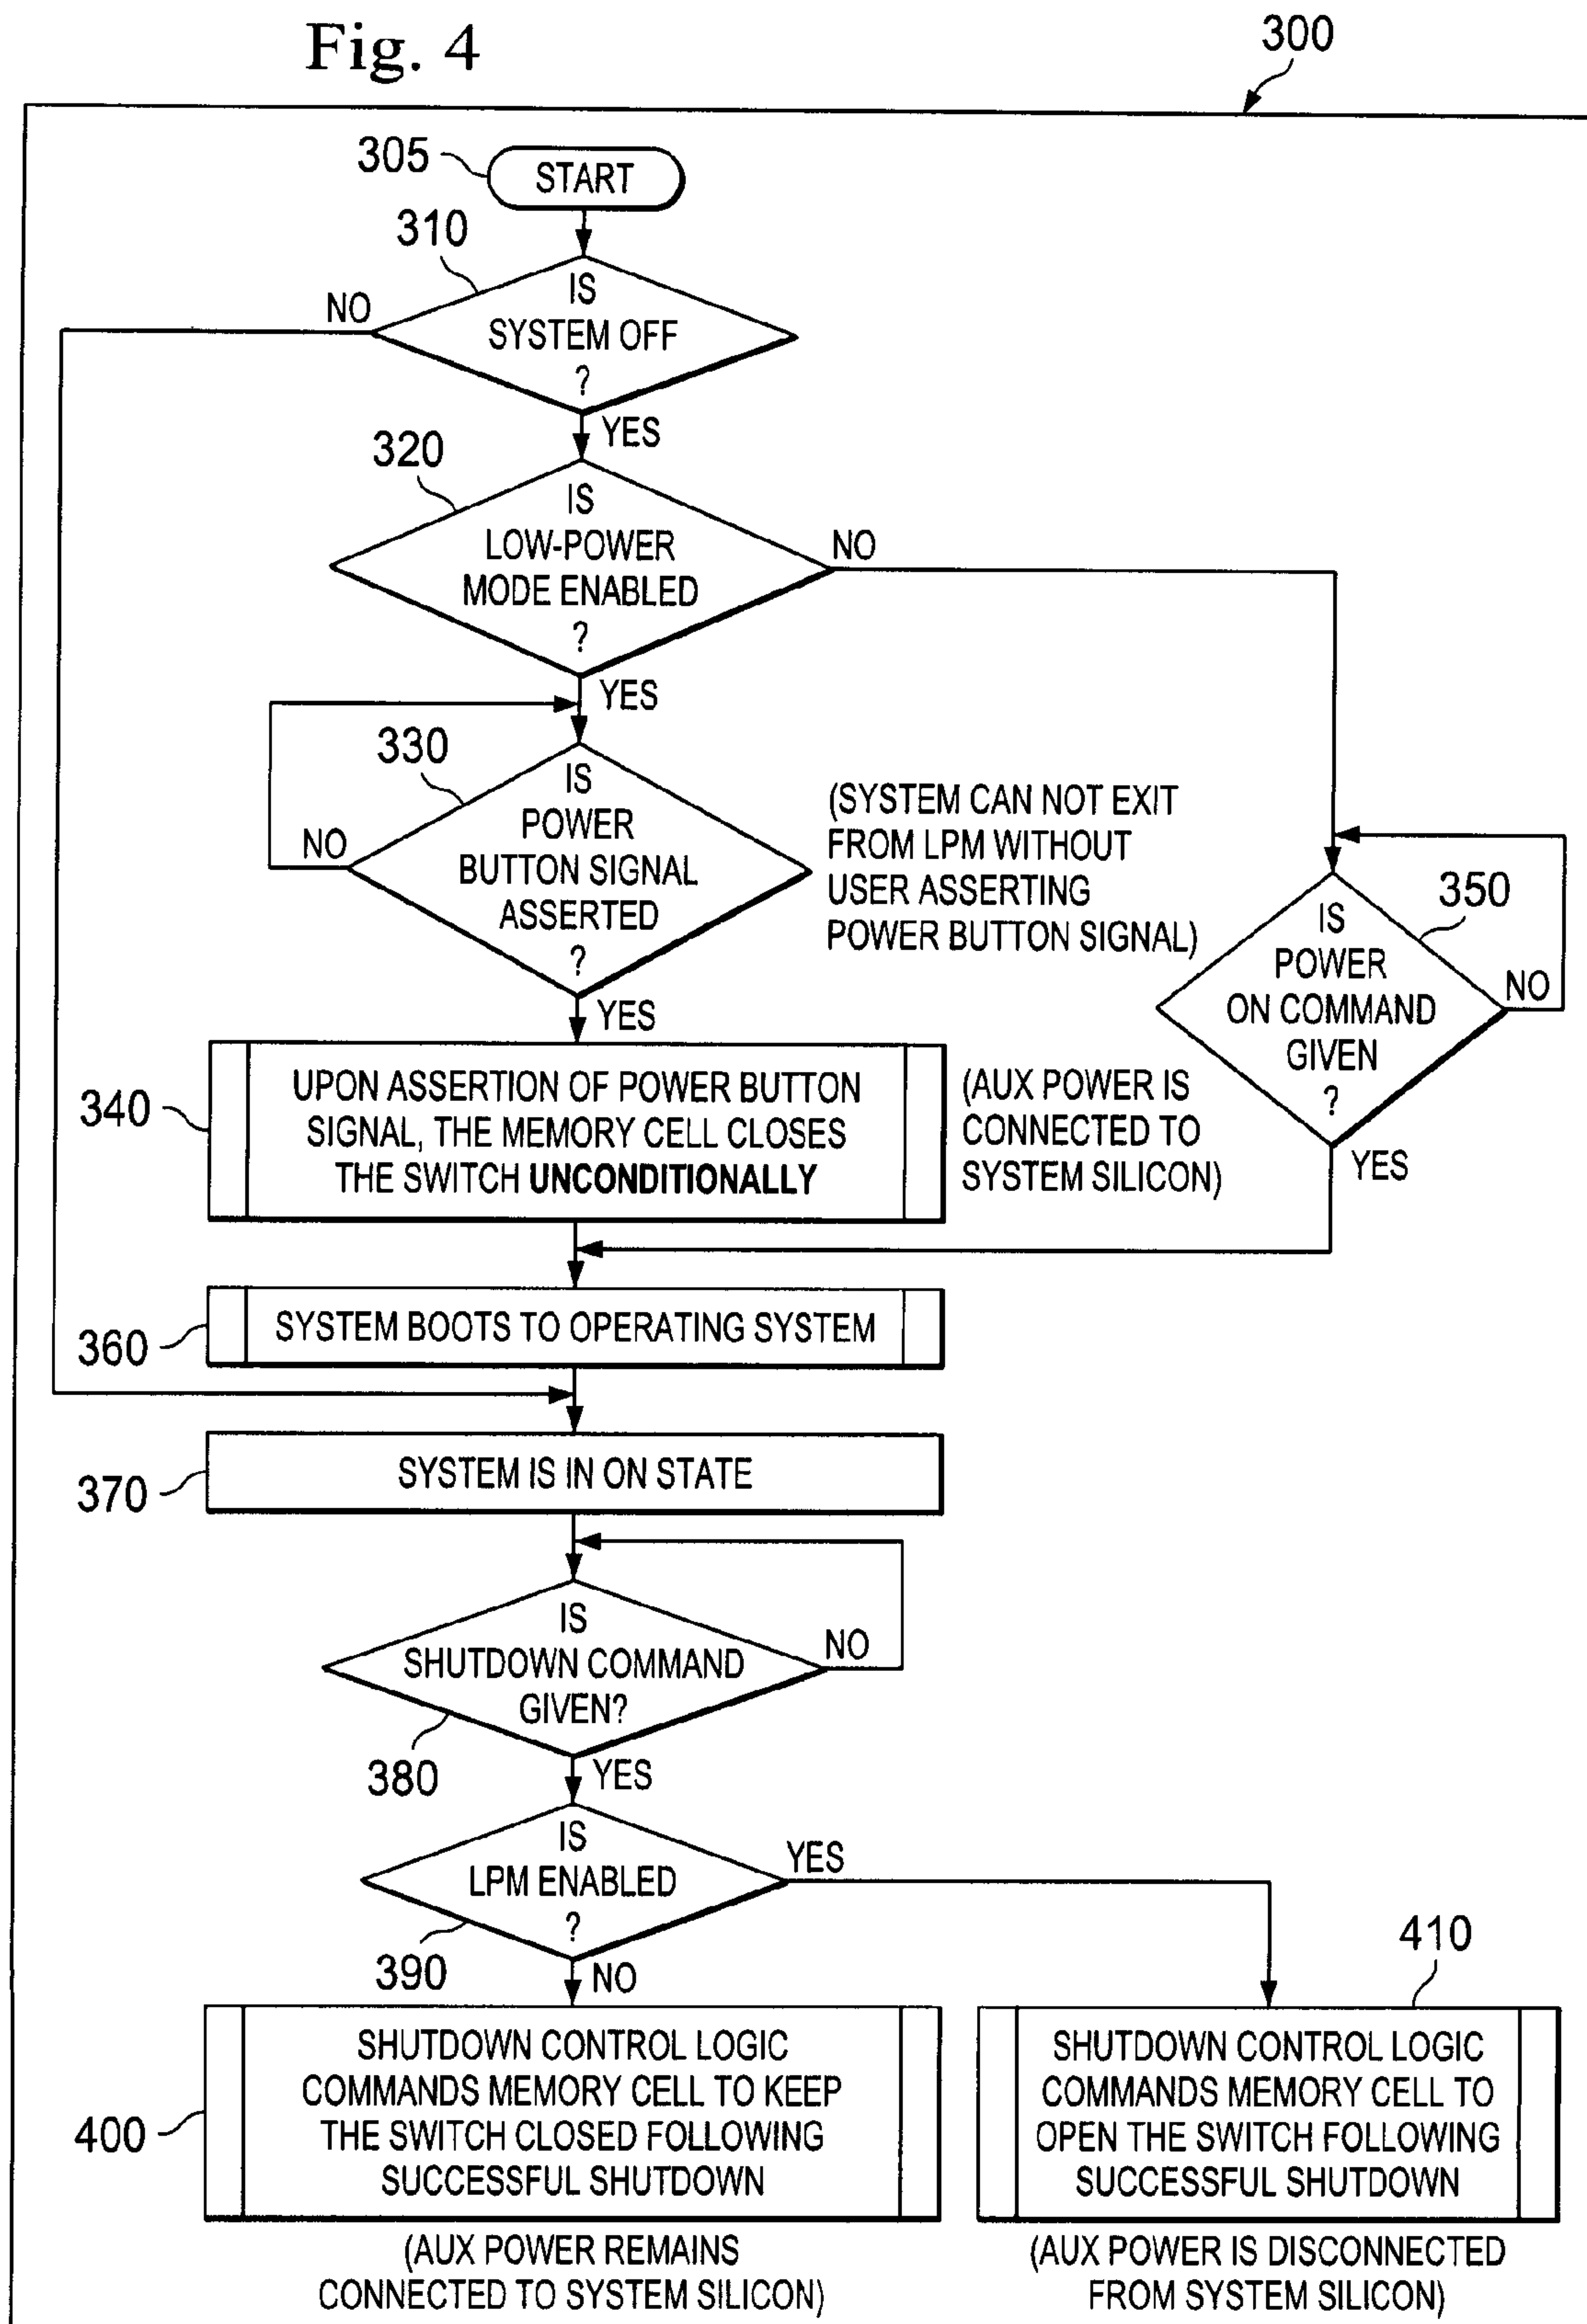 Fig. 4
300
305
START
310
IS
SYSTEM OFF
?
NO
YES
320
IS
LOW-POWER
MODE ENABLED
?
NO
YES
330
IS
POWER
BUTTON SIGNAL
ASSERTED
?
NO
(SYSTEM CAN NOT EXIT
FROM LPM WITHOUT
USER ASSERTING
POWER BUTTON SIGNAL)
350
IS
POWER
ON COMMAND
GIVEN
?
NO
YES
YES
340
UPON ASSERTION OF POWER BUTTON
SIGNAL, THE MEMORY CELL CLOSES
THE SWITCH UNCONDITIONALLY
(AUX POWER IS
CONNECTED TO
SYSTEM SILICON)
360
SYSTEM BOOTS TO OPERATING SYSTEM
370
SYSTEM IS IN ON STATE
IS
SHUTDOWN COMMAND
GIVEN?
NO
380
YES
IS
LPM ENABLED
?
YES
390
NO
410
400
SHUTDOWN CONTROL LOGIC
COMMANDS MEMORY CELL TO KEEP
THE SWITCH CLOSED FOLLOWING
SUCCESSFUL SHUTDOWN
(AUX POWER REMAINS
CONNECTED TO SYSTEM SILICON)
SHUTDOWN CONTROL LOGIC
COMMANDS MEMORY CELL TO
OPEN THE SWITCH FOLLOWING
SUCCESSFUL SHUTDOWN
(AUX POWER IS DISCONNECTED
FROM SYSTEM SILICON)